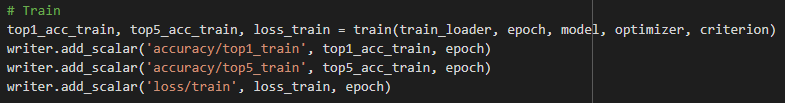 # Train
top1_acc_train, top5_acc_train, loss_train = train(train_loader, epoch, model, optimizer, criterion)
writer.add_scalar('accuracy/top1_train', top1_acc_train, epoch)
writer.add_scalar('accuracy/top5_train', top5_acc_train, epoch)
writer.add_scalar('loss/train', loss_train, epoch)